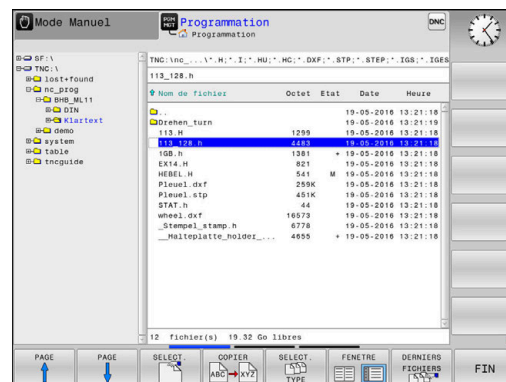 Mode Manuel
PGM MGT
Programmation
Programmation
DNC
SF:\
TNC:\
lost+found
nc_prog
BHB_ML11
DIN
Klartext
demo
system
table
tncguide
TNC:\nc_...\*.H;*.I;*.HU;*.HC;*.DXF;*.STP;*.STEP;*.IGS;*.IGES
113_128.h
Nom de fichier Octet Etat Date Heure
.. 19-05-2016 13:21:18
Drehen_turn 19-05-2016 13:21:19
113.H 1299 19-05-2016 13:21:18
113_128.h 4483 19-05-2016 13:21:18
1GB.h 1381 + 19-05-2016 13:21:18
EX14.H 821 19-05-2016 13:21:18
HEBEL.H 541 M 19-05-2016 13:21:18
Pleuel.dxf 259K 19-05-2016 13:21:18
Pleuel.stp 451K 19-05-2016 13:21:18
STAT.h 44 19-05-2016 13:21:18
wheel.dxf 16573 19-05-2016 13:21:18
_Stempel_stamp.h 6778 19-05-2016 13:21:18
__Halteplatte_holder_... 4655 + 19-05-2016 13:21:18
12 fichier(s) 19.32 Go libres
PAGE
PAGE
SELECT.
COPIER
ABC XYZ
SELECT.
TYPE
FENETRE
DERNIERS
FICHIERS
FIN